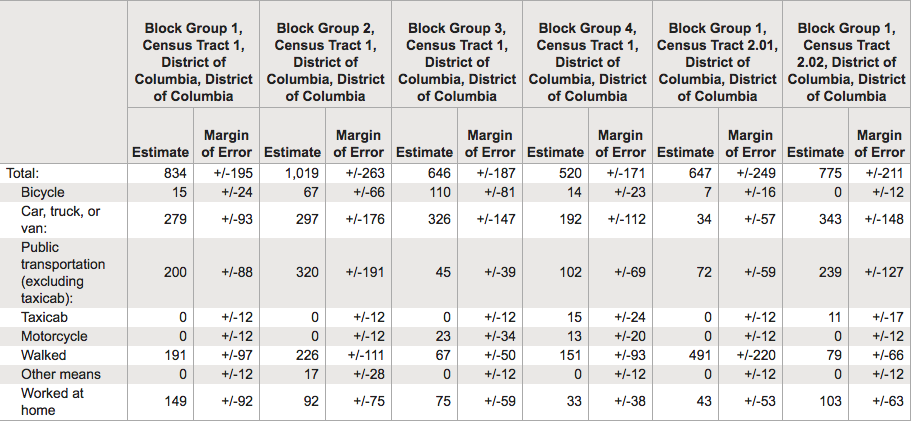 Block Group 1, Block Group 2, Block Group 3, Block Group 4, Block Group 1, Block Group 1,
Census Tract 1, Census Tract 1, Census Tract 1, Census Tract 1, Census Tract 2.01, Census Tract
District of District of District of District of District of 2.02, District of
Columbia, District Columbia, District Columbia, District Columbia, District Columbia, District Columbia, District
of Columbia of Columbia of Columbia of Columbia of Columbia of Columbia
Margin Margin Margin Margin Margin Margin
Estimate of Error Estimate of Error Estimate of Error Estimate of Error Estimate of Error Estimate of Error
Total: 834 +/-195 1,019 +/-263 646 +/-187 520 +/-171 647 +/-249 775 +/-211
Bicycle 15 +/-24 67 +/-66 110 +/-81 14 +/-23 7 +/-16 0 +/-12
Car, truck, or
van: 279 +/-93 297 +/-176 326 +/-147 192 +/-112 34 +/-57 343 +/-148
Public
transportation
(excluding 200 +/-88 320 +/-191 45 +/-39 102 +/-69 72 +/-59 239 +/-127
taxicab):
Taxicab 0 +/-12 0 +/-12 0 +/-12 15 +/-24 0 +/-12 11 +/-17
Motorcycle 0 +/-12 0 +/-12 23 +/-34 13 +/-20 0 +/-12 0 +/-12
Walked 191 +/-97 226 +/-111 67 +/-50 151 +/-93 491 +/-220 79 +/-66
Other means 0 +/-12 17 +/-28 0 +/-12 0 +/-12 0 +/-12 0 +/-12
Worked at
home 149 +/-92 92 +/-75 75 +/-59 33 +/-38 43 +/-53 103 +/-63